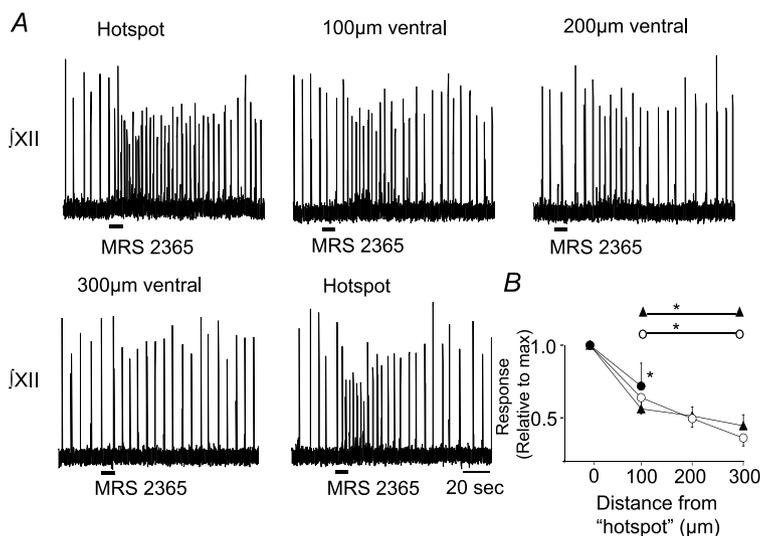 A
Hotspot
100µm ventral
200µm ventral
∫XII
MRS 2365
MRS 2365
MRS 2365
300µm ventral
Hotspot
∫XII
MRS 2365
MRS 2365
20 sec
B
*
*
*
1.0
0.5
Response
(Relative to max)
0 100 200 300
Distance from
“hotspot” (µm)